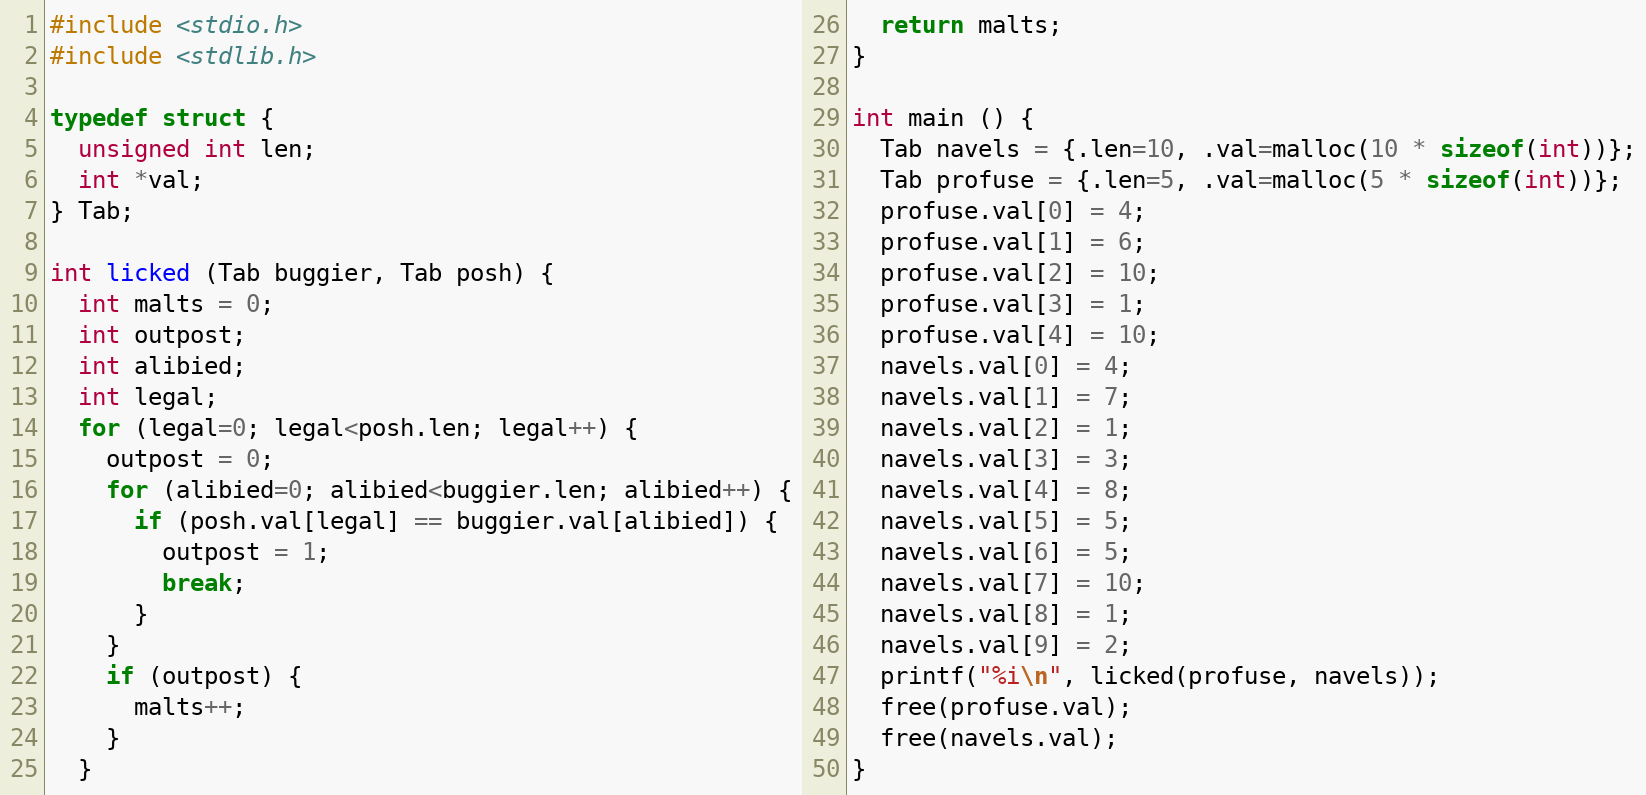 1 #include <stdio.h>
2 #include <stdlib.h>
3
4 typedef struct {
5   unsigned int len;
6   int *val;
7 } Tab;
8
9 int licked (Tab buggier, Tab posh) {
10   int malts = 0;
11   int outpost;
12   int alibied;
13   int legal;
14   for (legal=0; legal<posh.len; legal++) {
15     outpost = 0;
16     for (alibied=0; alibied<buggier.len; alibied++) {
17       if (posh.val[legal] == buggier.val[alibied]) {
18         outpost = 1;
19         break;
20       }
21     }
22     if (outpost) {
23       malts++;
24     }
25   }
26   return malts;
27 }
28
29 int main () {
30   Tab navels = {.len=10, .val=malloc(10 * sizeof(int))};
31   Tab profuse = {.len=5, .val=malloc(5 * sizeof(int))};
32   profuse.val[0] = 4;
33   profuse.val[1] = 6;
34   profuse.val[2] = 10;
35   profuse.val[3] = 1;
36   profuse.val[4] = 10;
37   navels.val[0] = 4;
38   navels.val[1] = 7;
39   navels.val[2] = 1;
40   navels.val[3] = 3;
41   navels.val[4] = 8;
42   navels.val[5] = 5;
43   navels.val[6] = 5;
44   navels.val[7] = 10;
45   navels.val[8] = 1;
46   navels.val[9] = 2;
47   printf("%i\n", licked(profuse, navels));
48   free(profuse.val);
49   free(navels.val);
50 }